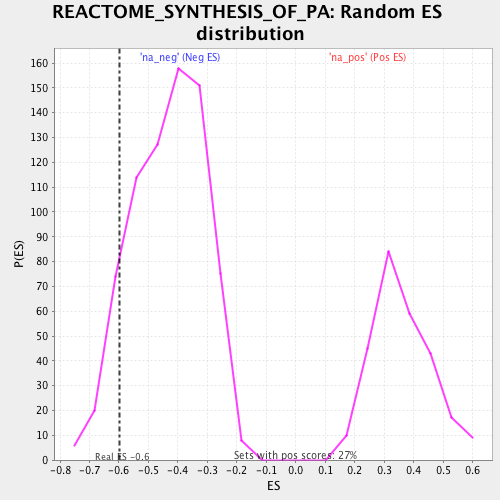 REACTOME_SYNTHESIS_OF_PA: Random ES
distribution
'na_neg' (Neg ES)
'na_pos' (Pos ES)
P(ES)
160
150
140
130
120
110
100
90
80
70
60
50
40
30
20
10
0
Real ES -0.6
Sets with pos scores: 27%
-0.8 -0.7 -0.6 -0.5 -0.4 -0.3 -0.2 -0.1 0.0 0.1 0.2 0.3 0.4 0.5 0.6
ES